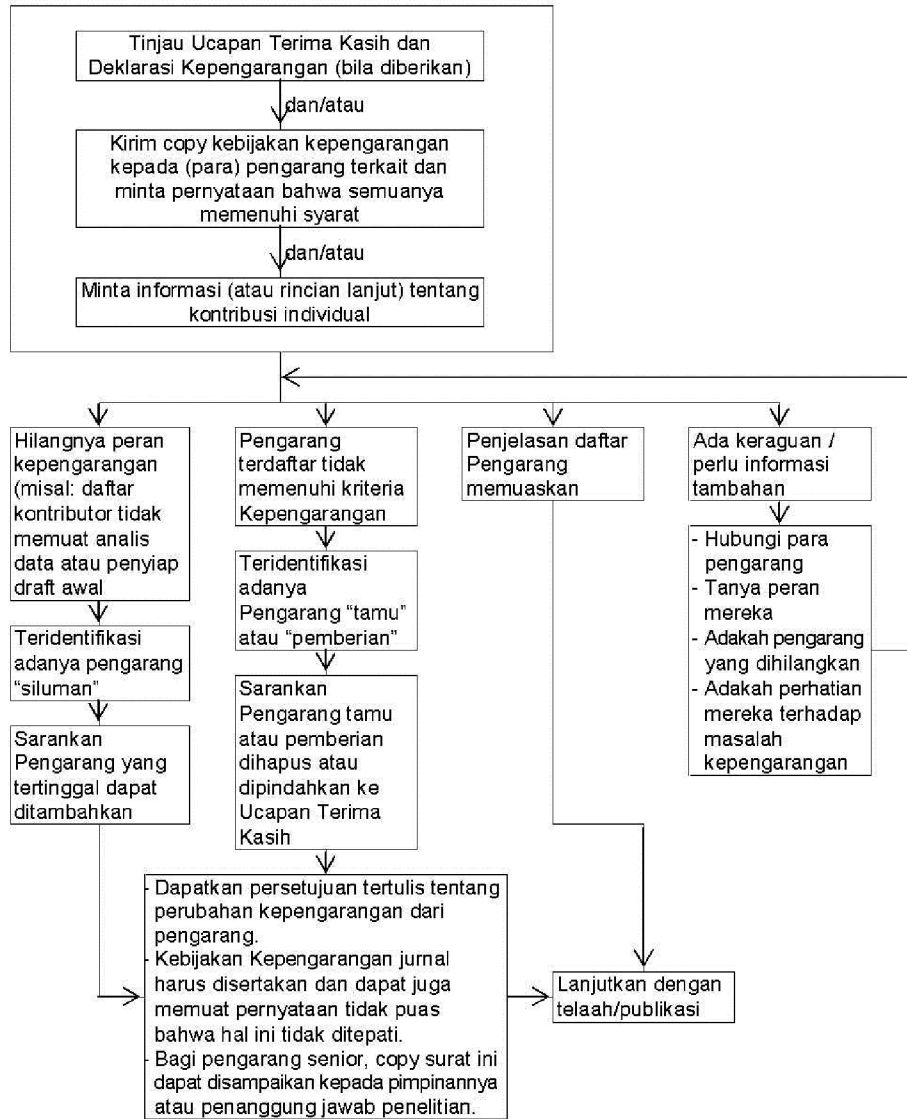 Tinjau Ucapan Terima Kasih dan
Deklarasi Kepengarangan (bila diberikan)
dan/atau
Kirim copy kebijakan kepengarangan
kepada (para) pengarang terkait dan
minta pernyataan bahwa semuanya
memenuhi syarat
dan/atau
Minta informasi (atau rincian lanjut) tentang
kontribusi individual
Hilangnya peran
kepengarangan
(misal: daftar
kontributor tidak
memuat analis
data atau penyiap
draft awal
Teridentifikasi
adanya pengarang
“siluman”
Sarankan
Pengarang yang
tertinggal dapat
ditambahkan
Pengarang
terdaftar tidak
memenuhi kriteria
Kepengarangan
Teridentifikasi
adanya
Pengarang “tamu”
atau “pemberian”
Sarankan
Pengarang tamu
atau pemberian
dihapus atau
dipindahkan ke
Ucapan Terima
Kasih
Penjelasan daftar
Pengarang
memuaskan
Ada keraguan /
perlu informasi
tambahan
- Hubungi para
pengarang
- Tanya peran
mereka
- Adakah pengarang
yang dihilangkan
- Adakah perhatian
mereka terhadap
masalah
kepengarangan
- Dapatkan persetujuan tertulis tentang
perubahan kepengarangan dari
pengarang.
- Kebijakan Kepengarangan jurnal
harus disertakan dan dapat juga
memuat pernyataan tidak puas
bahwa hal ini tidak ditepati.
- Bagi pengarang senior, copy surat ini
dapat disampaikan kepada pimpinannya
atau penanggung jawab penelitian.
Lanjutkan dengan
telaah/publikasi